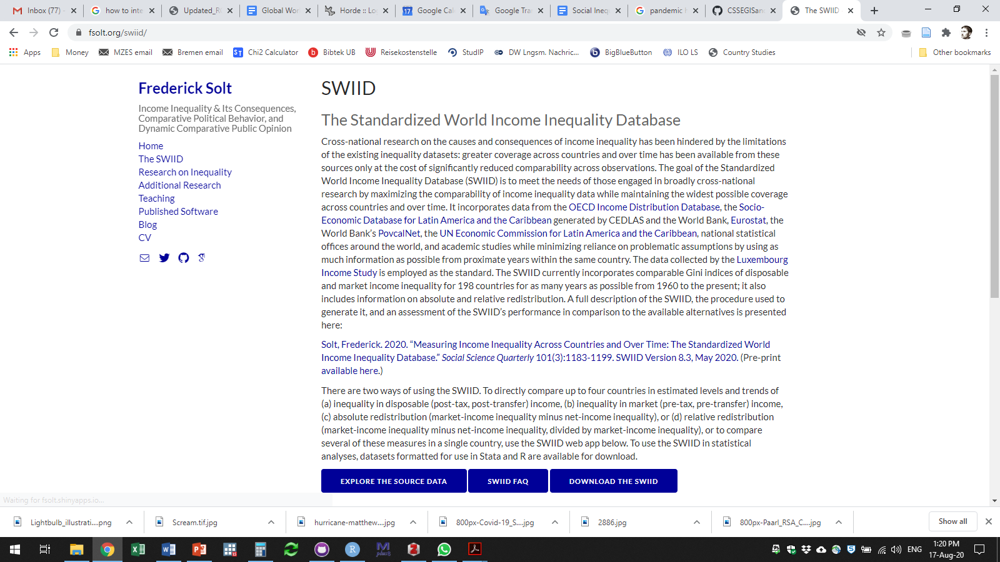 Inbox (77) -
how to inte
Updated_R
Global Wor
Horde :: Lo
Google Cal
Google Tra
Social Ineq
pandemic h
CSSEGISan
The SWIID
fsolt.org/swiid/
Apps
Money
MZES email
Bremen email
Chi2 Calculator
Bibtek UB
Reisekostenstelle
StudIP
DW Lngsm. Nachric...
BigBlueButton
ILO LS
Country Studies
Other bookmarks
Frederick Solt
Income Inequality & Its Consequences,
Comparative Political Behavior, and
Dynamic Comparative Public Opinion
Home
The SWIID
Research on Inequality
Additional Research
Teaching
Published Software
Blog
CV
SWIID
The Standardized World Income Inequality Database
Cross-national research on the causes and consequences of income inequality has been hindered by the limitations
of the existing inequality datasets: greater coverage across countries and over time has been available from these
sources only at the cost of significantly reduced comparability across observations. The goal of the Standardized
World Income Inequality Database (SWIID) is to meet the needs of those engaged in broadly cross-national
research by maximizing the comparability of income inequality data while maintaining the widest possible coverage
across countries and over time. It incorporates data from the OECD Income Distribution Database, the Socio-
Economic Database for Latin America and the Caribbean generated by CEDLAS and the World Bank, Eurostat, the
World Bank’s PovcalNet, the UN Economic Commission for Latin America and the Caribbean, national statistical
offices around the world, and academic studies while minimizing reliance on problematic assumptions by using as
much information as possible from proximate years within the same country. The data collected by the Luxembourg
Income Study is employed as the standard. The SWIID currently incorporates comparable Gini indices of disposable
and market income inequality for 198 countries for as many years as possible from 1960 to the present; it also
includes information on absolute and relative redistribution. A full description of the SWIID, the procedure used to
generate it, and an assessment of the SWIID’s performance in comparison to the available alternatives is presented
here:
Solt, Frederick. 2020. “Measuring Income Inequality Across Countries and Over Time: The Standardized World
Income Inequality Database.” Social Science Quarterly 101(3):1183-1199. SWIID Version 8.3, May 2020. (Pre-print
available here.)
There are two ways of using the SWIID. To directly compare up to four countries in estimated levels and trends of
(a) inequality in disposable (post-tax, post-transfer) income, (b) inequality in market (pre-tax, pre-transfer) income,
(c) absolute redistribution (market-income inequality minus net-income inequality), or (d) relative redistribution
(market-income inequality minus net-income inequality, divided by market-income inequality), or to compare
several of these measures in a single country, use the SWIID web app below. To use the SWIID in statistical
analyses, datasets formatted for use in Stata and R are available for download.
EXPLORE THE SOURCE DATA
SWIID FAQ
DOWNLOAD THE SWIID
Waiting for fsolt.shinyapps.io...
Lightbulb_illustrati....png
Scream.tif.jpg
hurricane-matthew....jpg
800px-Covid-19_S....jpg
2886.jpg
800px-Paarl_RSA_C....jpg
Show all
ENG
1:20 PM
17-Aug-20